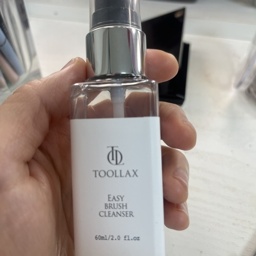 TOOLLAX
EASY
BRUSH
CLEANSER
60ml/2.0 fl.oz